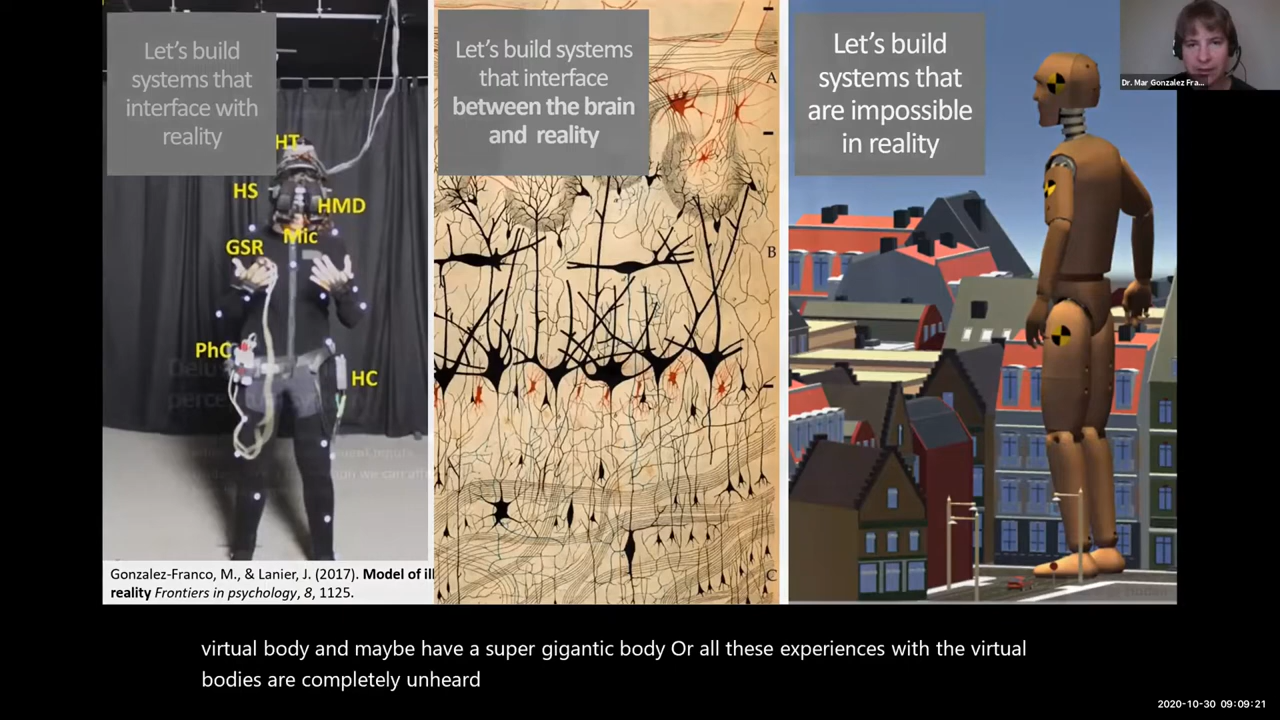 Let's build
systems that
interface with
reality
Let's build systems
that interface
between the brain
and reality
Let's build
systems that
are impossible
in reality
Dr. Mar Gonzalez Fra...
HT
HS
HMD
Mic
GSR
PhC
HC
A
B
C
Gonzalez-Franco, M., & Lanier, J. (2017). Model of ill
reality Frontiers in psychology, 8, 1125.
virtual body and maybe have a super gigantic body Or all these experiences with the virtual
bodies are completely unheard
2020-10-30 09:09:21